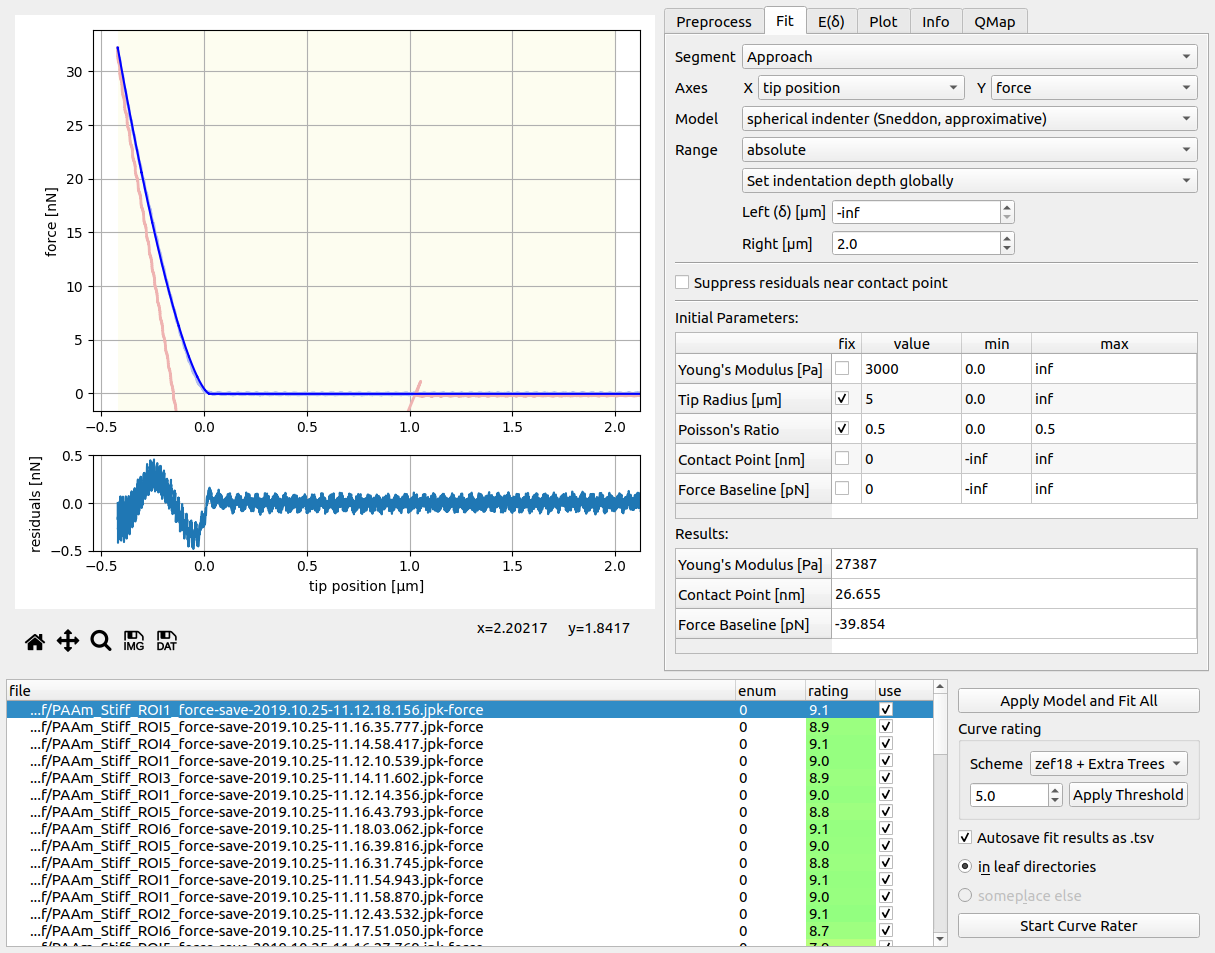 Preprocess Fit E(δ) Plot Info QMap
Segment Approach
Axes X tip position Y force
Model spherical indenter (Sneddon, approximative)
Range absolute
Set indentation depth globally
Left (δ) [µm] -inf
Right [µm] 2.0
Suppress residuals near contact point
Initial Parameters:
fix value min max
Young's Modulus [Pa] 3000 0.0 inf
Tip Radius [µm] 5 0.0 inf
Poisson's Ratio 0.5 0.0 0.5
Contact Point [nm] 0 -inf inf
Force Baseline [pN] 0 -inf inf
Results:
Young's Modulus [Pa] 27387
Contact Point [nm] 26.655
Force Baseline [pN] -39.854
force [nN]
30
25
20
15
10
5
0
−0.5 0.0 0.5 1.0 1.5 2.0
residuals [nN]
0.5
0.0
−0.5
−0.5 0.0 0.5 1.0 1.5 2.0
tip position [µm]
IMG DAT
x=2.20217 y=1.8417
file enum rating use
...f/PAAm_Stiff_ROI1_force-save-2019.10.25-11.12.18.156.jpk-force 0 9.1
...f/PAAm_Stiff_ROI5_force-save-2019.10.25-11.16.35.777.jpk-force 0 8.9
...f/PAAm_Stiff_ROI4_force-save-2019.10.25-11.14.58.417.jpk-force 0 9.1
...f/PAAm_Stiff_ROI1_force-save-2019.10.25-11.12.10.539.jpk-force 0 9.0
...f/PAAm_Stiff_ROI3_force-save-2019.10.25-11.14.11.602.jpk-force 0 8.9
...f/PAAm_Stiff_ROI1_force-save-2019.10.25-11.12.14.356.jpk-force 0 9.0
...f/PAAm_Stiff_ROI5_force-save-2019.10.25-11.16.43.793.jpk-force 0 8.8
...f/PAAm_Stiff_ROI6_force-save-2019.10.25-11.18.03.062.jpk-force 0 9.1
...f/PAAm_Stiff_ROI5_force-save-2019.10.25-11.16.39.816.jpk-force 0 9.0
...f/PAAm_Stiff_ROI5_force-save-2019.10.25-11.16.31.745.jpk-force 0 8.8
...f/PAAm_Stiff_ROI1_force-save-2019.10.25-11.11.54.943.jpk-force 0 9.1
...f/PAAm_Stiff_ROI1_force-save-2019.10.25-11.11.58.870.jpk-force 0 9.0
...f/PAAm_Stiff_ROI2_force-save-2019.10.25-11.12.43.532.jpk-force 0 9.1
...f/PAAm_Stiff_ROI6_force-save-2019.10.25-11.17.51.050.jpk-force 0 8.7
Apply Model and Fit All
Curve rating
Scheme zef18 + Extra Trees
5.0 Apply Threshold
Autosave fit results as .tsv
in leaf directories
someplace else
Start Curve Rater